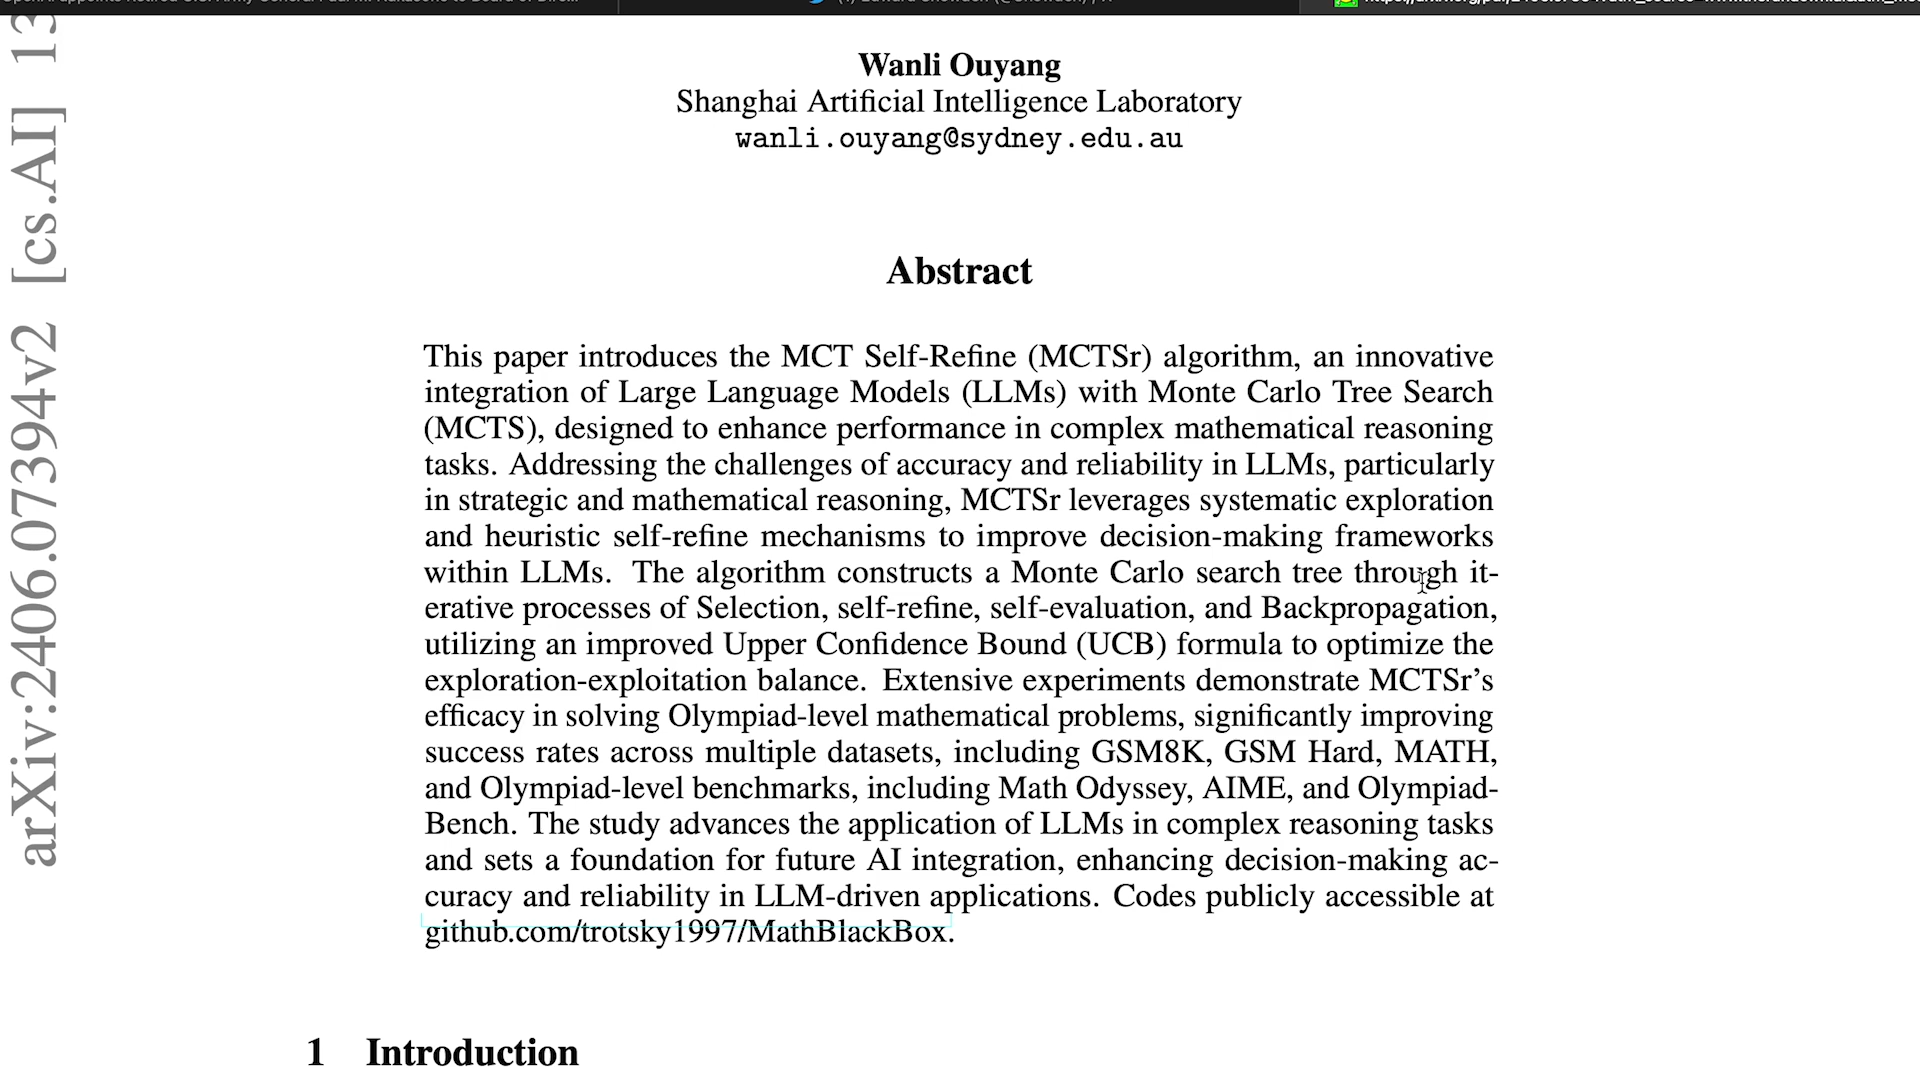 Wanli Ouyang
Shanghai Artificial Intelligence Laboratory
wanli.ouyang@sydney.edu.au
Abstract
This paper introduces the MCT Self-Refine (MCTSr) algorithm, an innovative
integration of Large Language Models (LLMs) with Monte Carlo Tree Search
(MCTS), designed to enhance performance in complex mathematical reasoning
tasks. Addressing the challenges of accuracy and reliability in LLMs, particularly
in strategic and mathematical reasoning, MCTSr leverages systematic exploration
and heuristic self-refine mechanisms to improve decision-making frameworks
within LLMs. The algorithm constructs a Monte Carlo search tree through it-
erative processes of Selection, self-refine, self-evaluation, and Backpropagation,
utilizing an improved Upper Confidence Bound (UCB) formula to optimize the
exploration-exploitation balance. Extensive experiments demonstrate MCTSr's
efficacy in solving Olympiad-level mathematical problems, significantly improving
success rates across multiple datasets, including GSM8K, GSM Hard, MATH,
and Olympiad-level benchmarks, including Math Odyssey, AIME, and Olympiad-
Bench. The study advances the application of LLMs in complex reasoning tasks
and sets a foundation for future AI integration, enhancing decision-making ac-
curacy and reliability in LLM-driven applications. Codes publicly accessible at
github.com/trotsky1997/MathBlackBox.
1 Introduction
arXiv:2406.07394v2 [cs.AI] 13